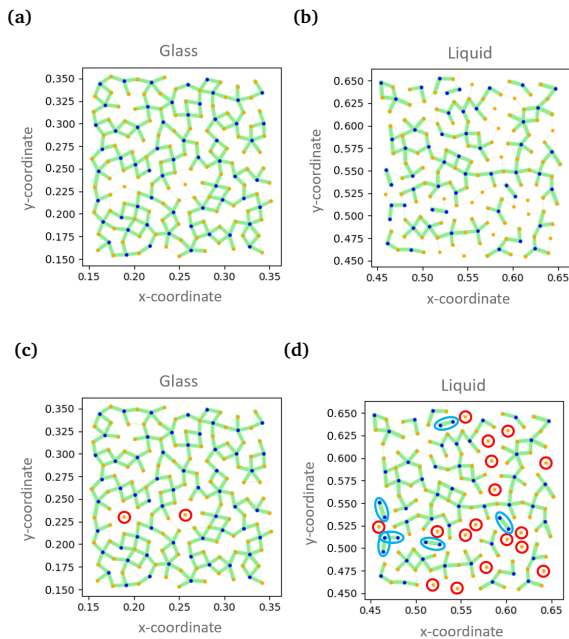 (a)
Glass
y-coordinate
0.350
0.325
0.300
0.275
0.250
0.225
0.200
0.175
0.150
0.15 0.20 0.25 0.30 0.35
x-coordinate
(b)
Liquid
y-coordinate
0.650
0.625
0.600
0.575
0.550
0.525
0.500
0.475
0.450
0.45 0.50 0.55 0.60 0.65
x-coordinate
(c)
Glass
y-coordinate
0.350
0.325
0.300
0.275
0.250
0.225
0.200
0.175
0.150
0.15 0.20 0.25 0.30 0.35
x-coordinate
(d)
Liquid
y-coordinate
0.650
0.625
0.600
0.575
0.550
0.525
0.500
0.475
0.450
0.45 0.50 0.55 0.60 0.65
x-coordinate